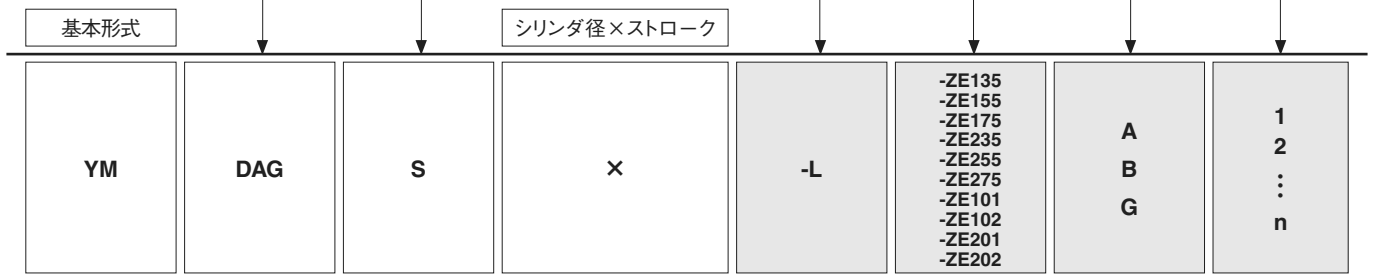 基本形式
シリンダ径×ストローク
YM
DAG
S
×
-L
-ZE135
-ZE155
-ZE175
-ZE235
-ZE255
-ZE275
-ZE101
-ZE102
-ZE201
-ZE202
A
B
G
1
2
⋮
n